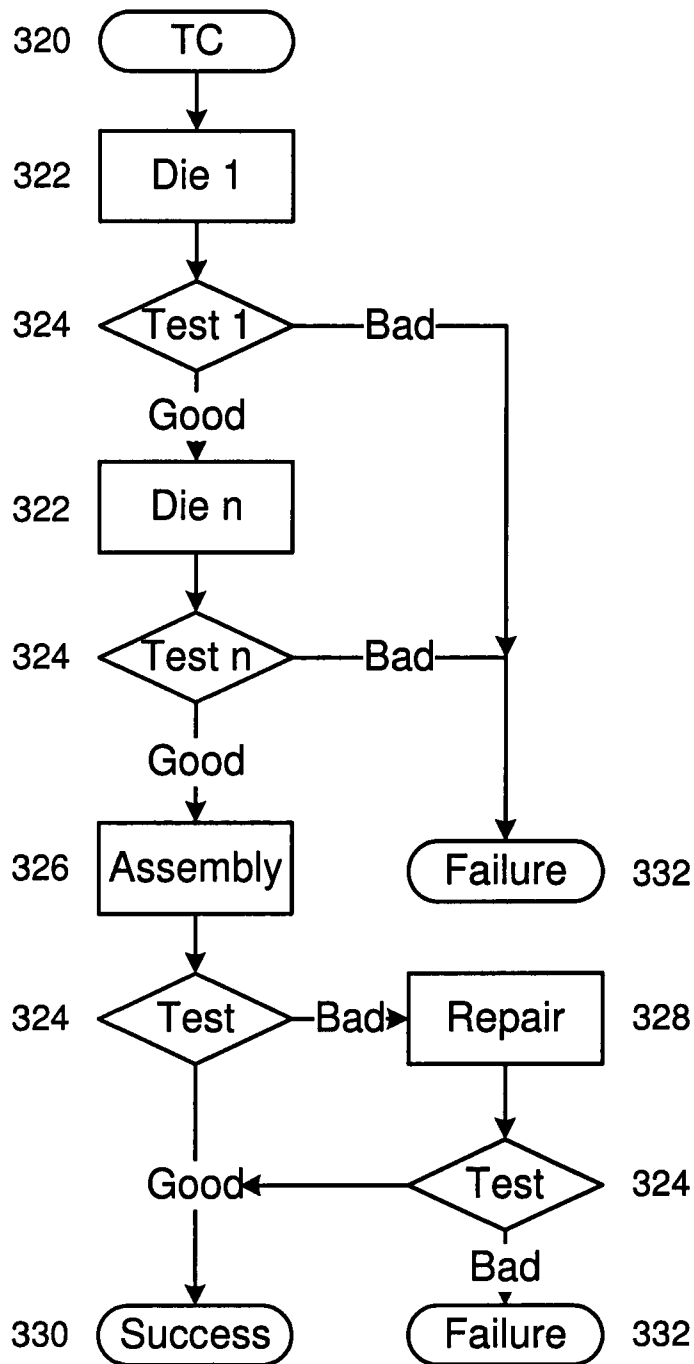 320 TC
322 Die 1
324 Test 1 Bad
Good
322 Die n
324 Test n Bad
Good
326 Assembly Failure 332
324 Test Bad Repair 328
Good Test 324
Bad
330 Success Failure 332